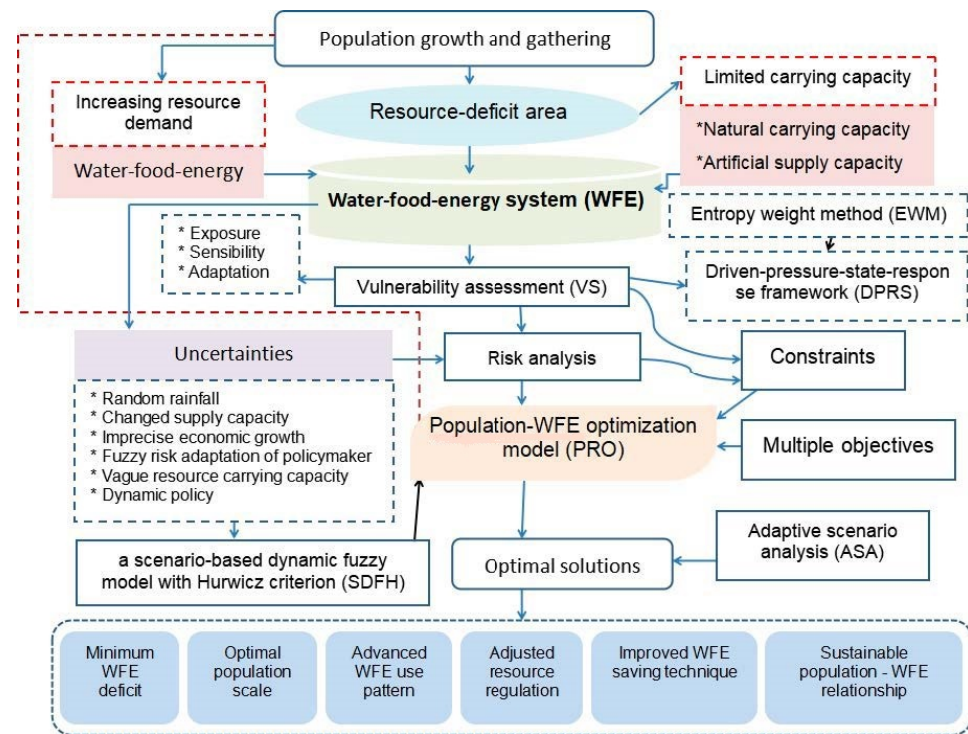 Population growth and gathering
Increasing resource
demand
Water-food-energy
Resource-deficit area
Limited carrying capacity
*Natural carrying capacity
*Artificial supply capacity
Water-food-energy system (WFE)
Entropy weight method (EWM)
* Exposure
* Sensibility
* Adaptation
Driven-pressure-state-respon
se framework (DPRS)
Vulnerability assessment (VS)
Uncertainties
Risk analysis
Constraints
* Random rainfall
* Changed supply capacity
* Imprecise economic growth
* Fuzzy risk adaptation of policymaker
* Vague resource carrying capacity
* Dynamic policy
Population-WFE optimization
model (PRO)
Multiple objectives
a scenario-based dynamic fuzzy
model with Hurwicz criterion (SDFH)
Optimal solutions
Adaptive scenario
analysis (ASA)
Minimum
WFE
deficit
Optimal
population
scale
Advanced
WFE use
pattern
Adjusted
resource
regulation
Improved WFE
saving technique
Sustainable
population - WFE
relationship